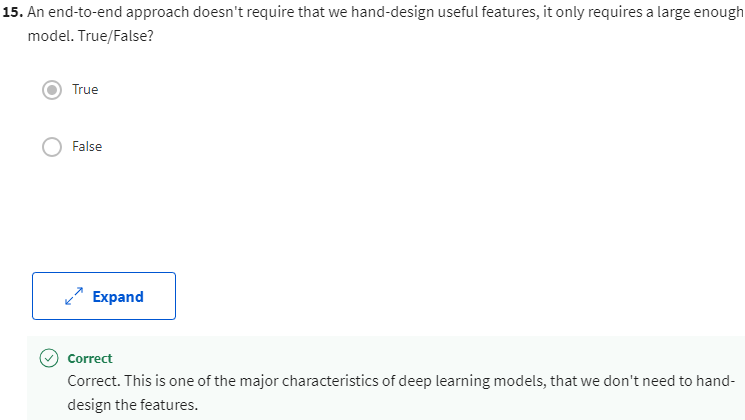 15. An end-to-end approach doesn't require that we hand-design useful features, it only requires a large enough
model. True/False?
True
False
Expand
Correct
Correct. This is one of the major characteristics of deep learning models, that we don't need to hand-
design the features.